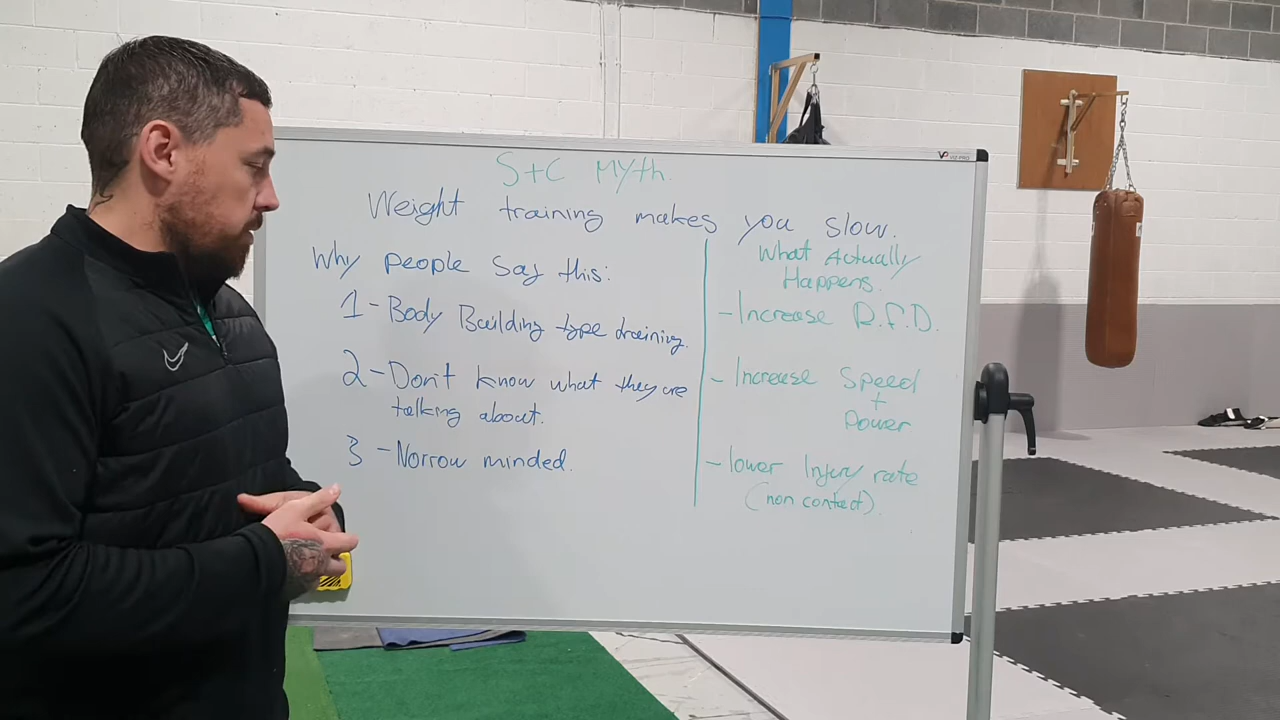 S+C Myth.
Weight training makes you slow.
Why people say this:
1 - Body Building type training.
2 - Don't know what they are
talking about.
3 - Norrow minded.
What Actually
Happens.
- Increase R.F.D.
- Increase Speed
+
Power
- lower Injury rate
(non contact).